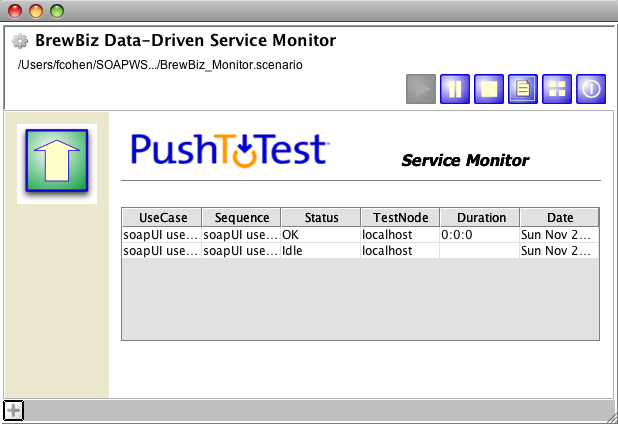 BrewBiz Data-Driven Service Monitor
/Users/fcohen/SOAPWS.../BrewBiz_Monitor.scenario
PushToTest
Service Monitor
UseCase Sequence Status TestNode Duration Date
soapUI use... soapUI use... OK localhost 0:0:0 Sun Nov 2...
soapUI use... soapUI use... Idle localhost Sun Nov 2...